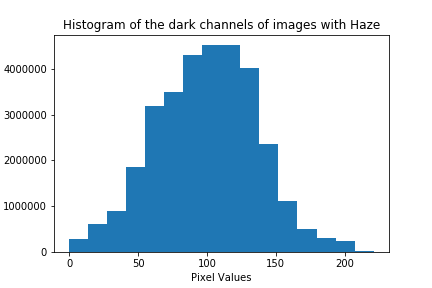 Histogram of the dark channels of images with Haze
4000000
3000000
2000000
1000000
0
0 50 100 150 200
Pixel Values